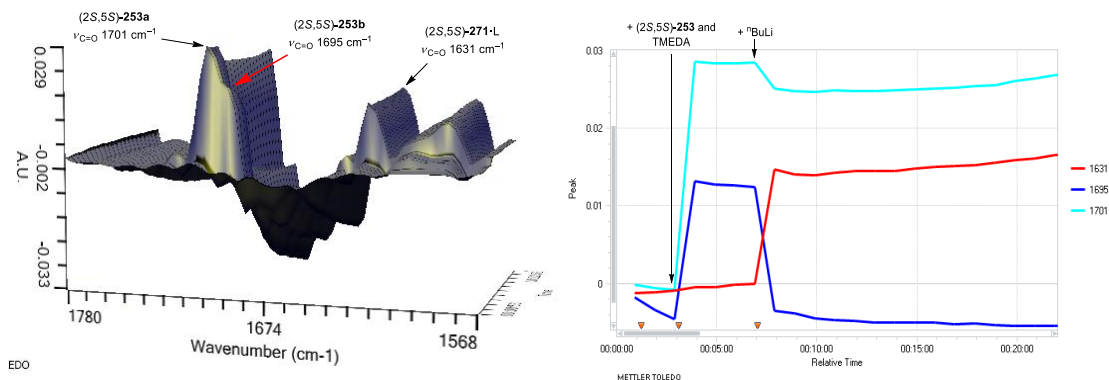 (2S,5S)-253a
ν C=O 1701 cm⁻¹
(2S,5S)-253b
ν C=O 1695 cm⁻¹
(2S,5S)-271·L
ν C=O 1631 cm⁻¹
0.029
-0.002
-0.033
A.U.
1780
1674
1568
Wavenumber (cm-1)
EDO
+ (2S,5S)-253 and
TMEDA
+ ⁿBuLi
0.03
0.02
0.01
0
Peak
00:00:00
00:05:00
00:10:00
00:15:00
00:20:00
Relative Time
1631
1695
1701
METTLER TOLEDO